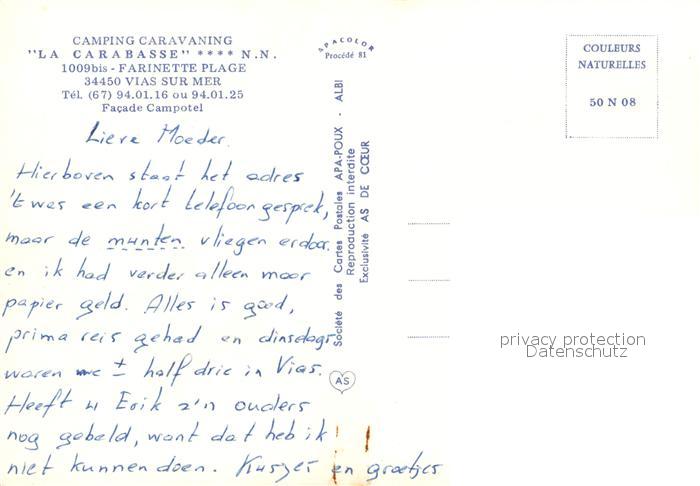 CAMPING CARAVANING
"LA CARABASSE" **** N.N.
1009bis - FARINETTE PLAGE
34450 VIAS SUR MER
Tél. (67) 94.01.16 ou 94.01.25
Façade Campotel
Lieve Moeder.
Hierboven staat het adres
't was een kort telefoongesprek,
maar de munten vliegen erdoor.
en ik had verder alleen maar
papier geld. Alles is goed,
prima reis gehad en dinsdags
waren we ± half drie in Vias.
Heeft u Erik z'n ouders
nog gebeld, want dat heb ik
niet kunnen doen. Kusjes en groetjes
APACOLOR
Procédé 81
Société des Cartes Postales APA-POUX - ALBI
Reproduction interdite
Exclusivité AS DE CŒUR
AS
COULEURS
NATURELLES
50 N 08
privacy protection
Datenschutz